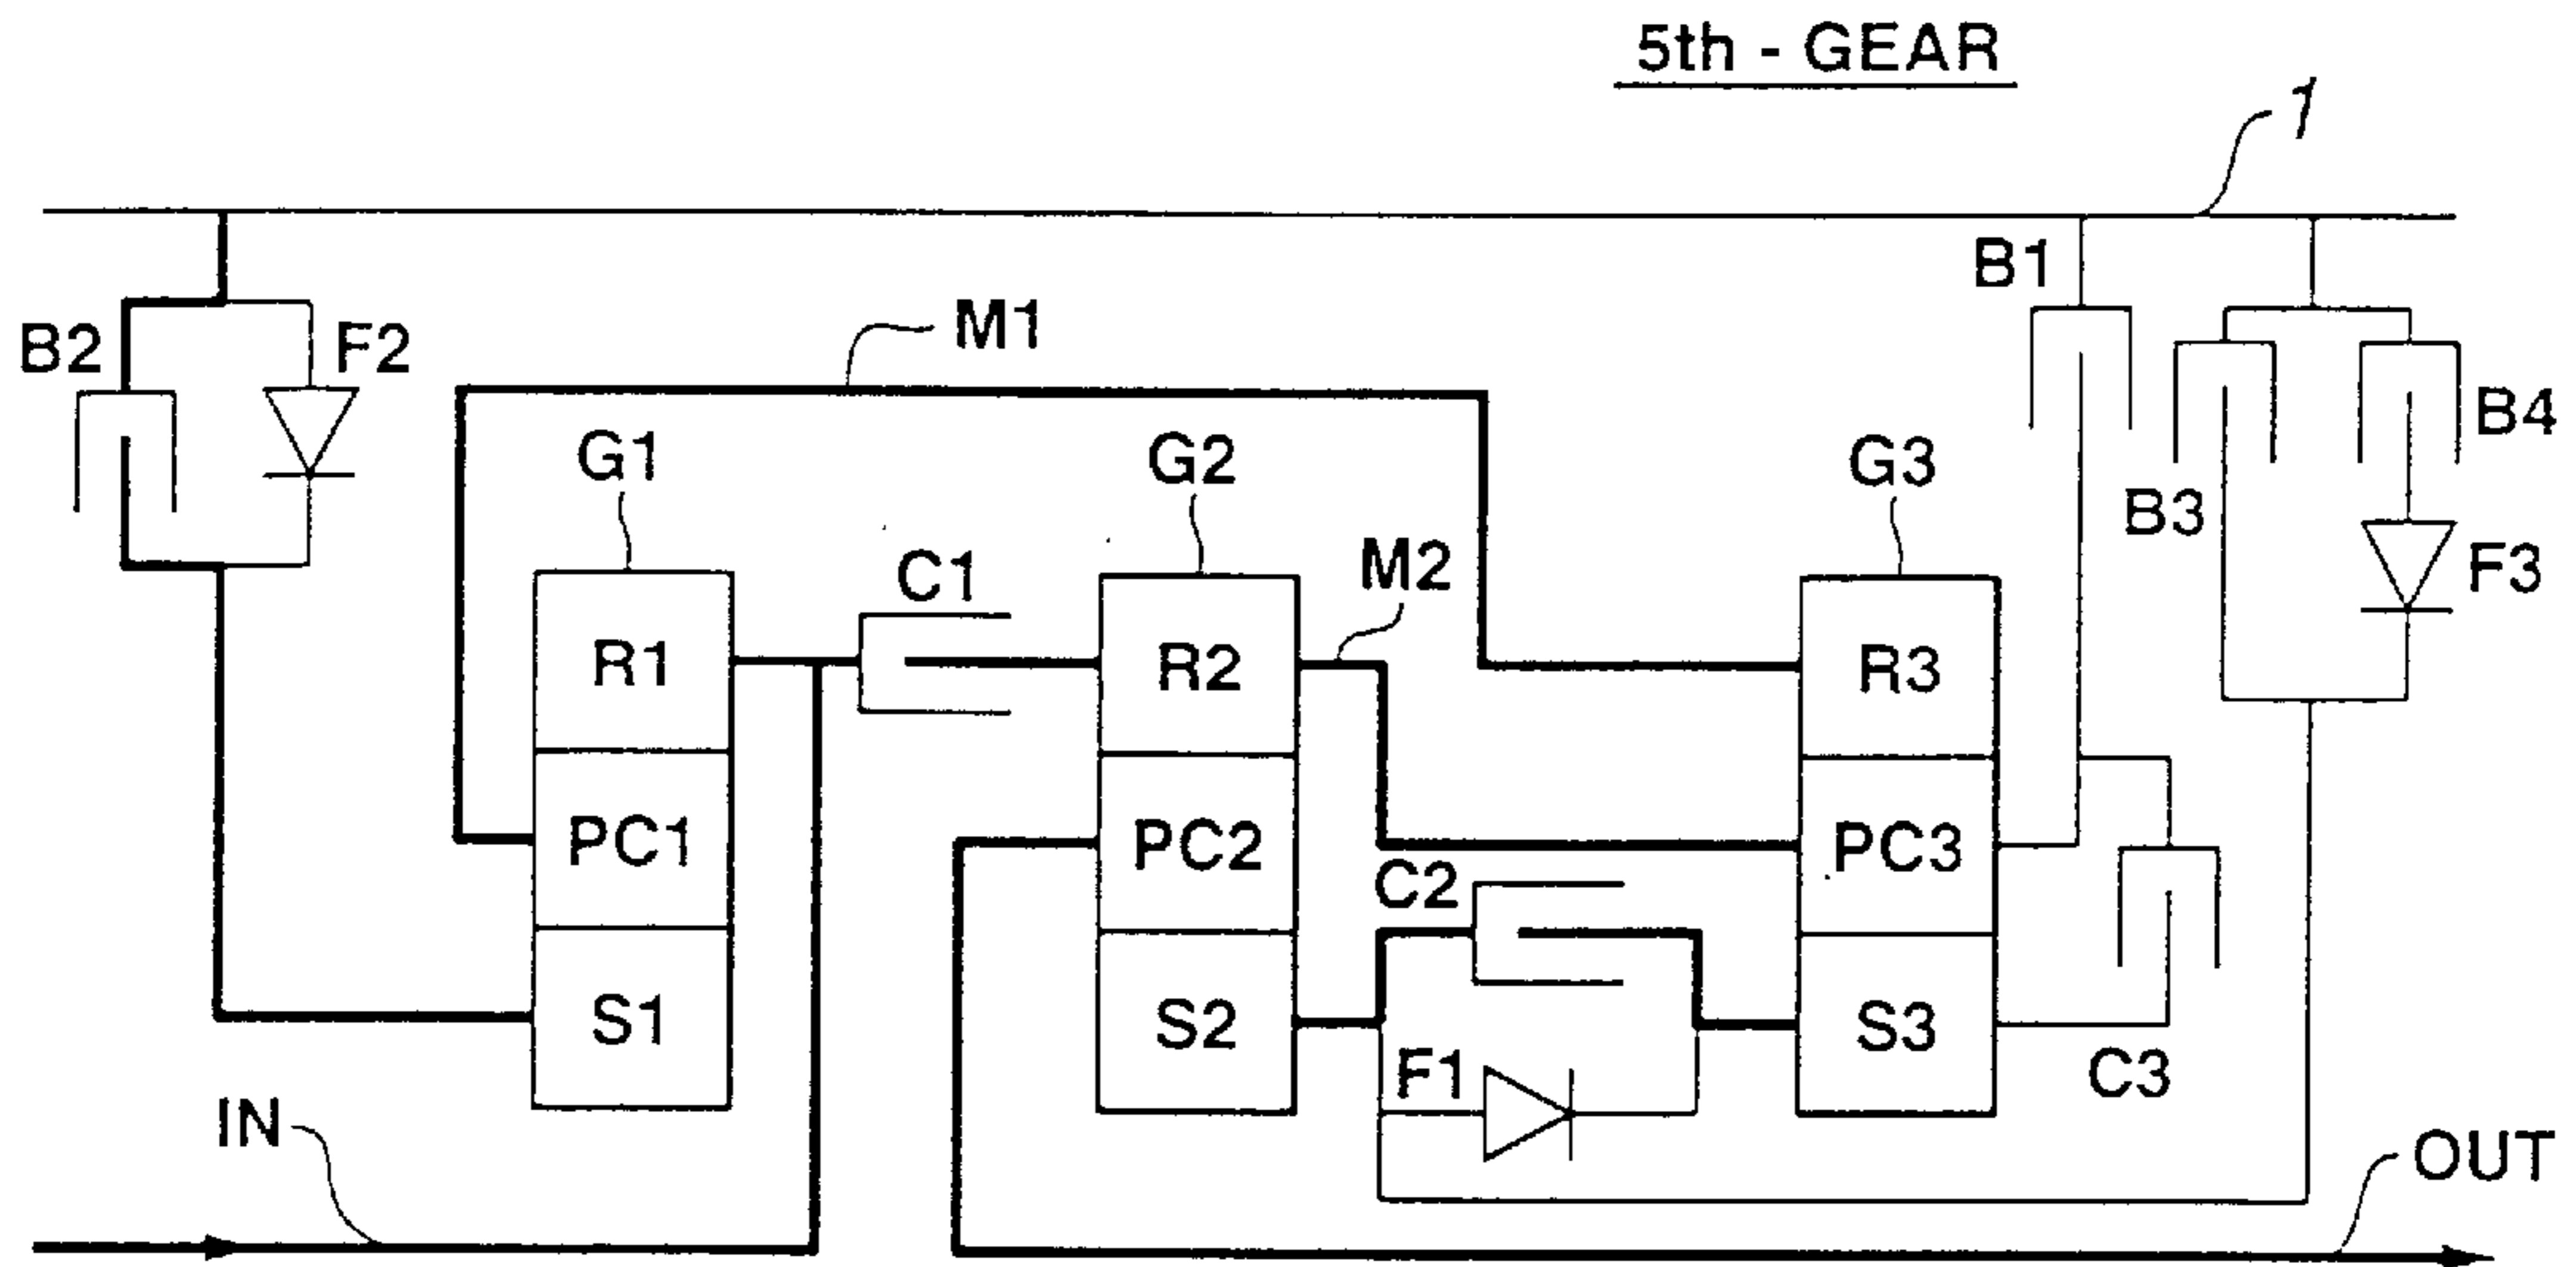 5th - GEAR
1
B1
B2
F2
M1
B4
G1
G2
G3
B3
C1
M2
F3
R1
R2
R3
PC1
PC2
C2
PC3
S1
S2
S3
F1
C3
IN
OUT